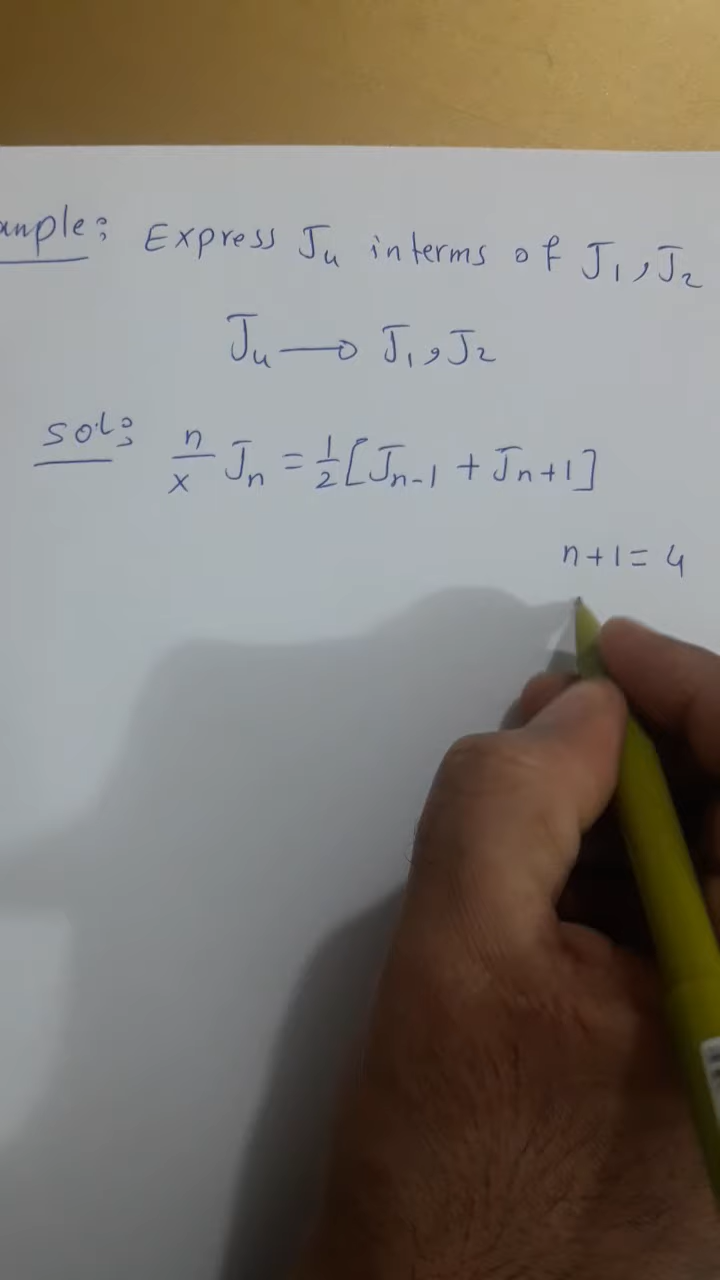 ample: Express J₄ interms of J₁, J₂
J₄ → J₁, J₂
sol: n/x Jₙ = 1/2 [Jₙ₋₁ + Jₙ₊₁]
n+1 = 4